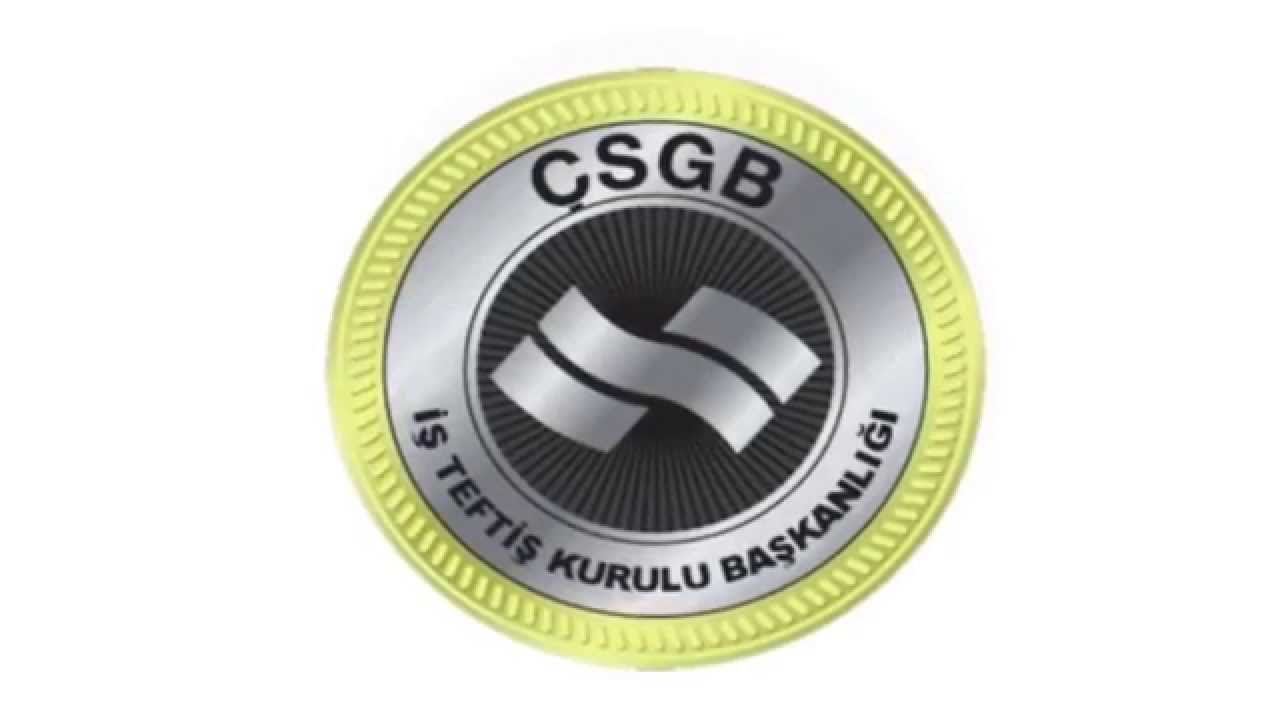 ÇSGB
İŞ TEFTİŞ KURULU BAŞKANLIĞI